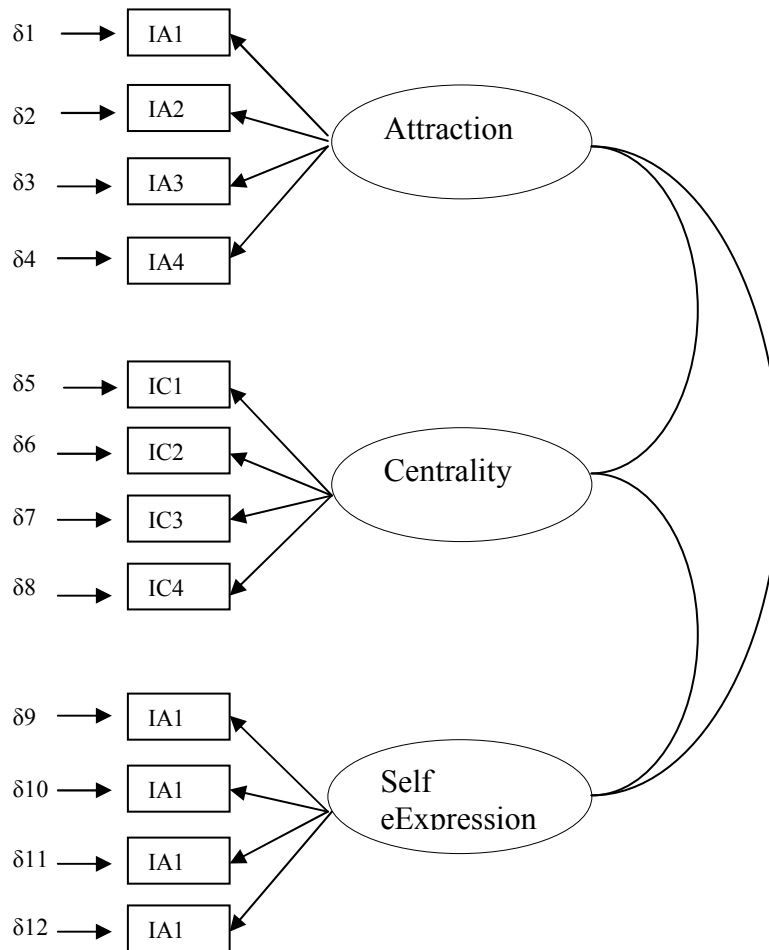 δ1 IA1
δ2 IA2
Attraction
δ3 IA3
δ4 IA4
δ5 IC1
δ6 IC2
Centrality
δ7 IC3
δ8 IC4
δ9 IA1
δ10 IA1
Self
eExpression
δ11 IA1
δ12 IA1